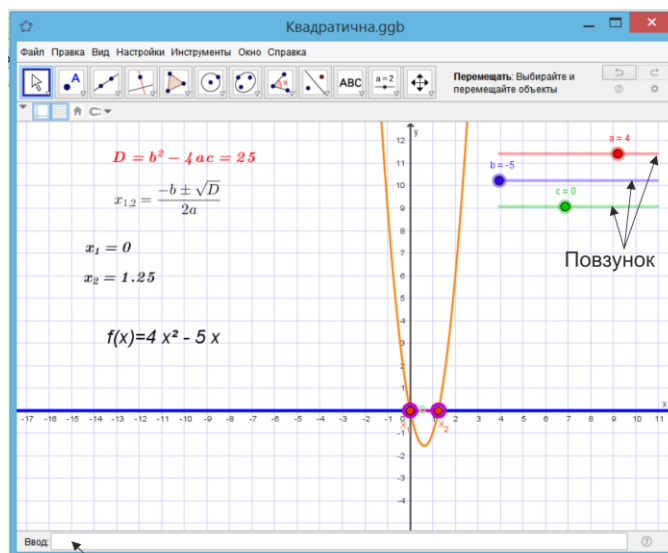 Квадратична.ggb
Файл Правка Вид Настройки Инструменты Окно Справка
A ABC a=2 Перемещать: Выбирайте и
перемещайте объекты
D = b² − 4ac = 25
x₁,₂ = (−b ± √D) / 2a
x₁ = 0
x₂ = 1.25
f(x)=4 x² - 5 x
a = 4
b = -5
c = 0
Повзунок
y
12
11
10
9
8
7
6
5
4
3
2
1
0
-17 -16 -15 -14 -13 -12 -11 -10 -9 -8 -7 -6 -5 -4 -3 -2 -1 0 1 2 3 4 5 6 7 8 9 10 11
x
X₁ X₂
-1
-2
-3
-4
Ввод: